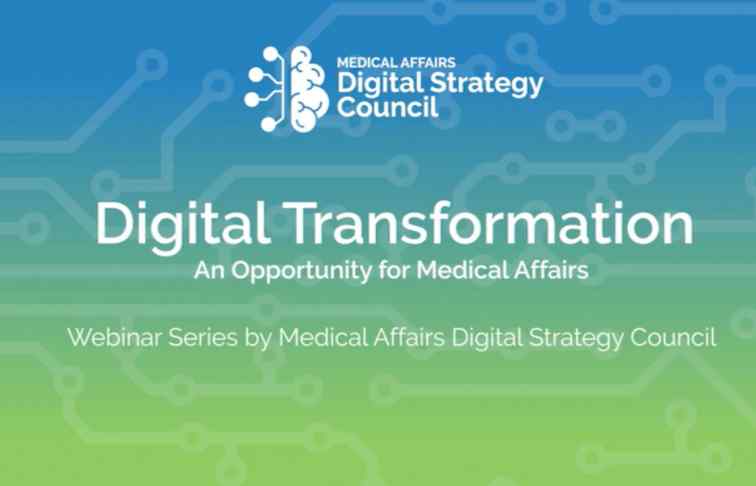 MEDICAL AFFAIRS
Digital Strategy
Council
Digital Transformation
An Opportunity for Medical Affairs
Webinar Series by Medical Affairs Digital Strategy Council